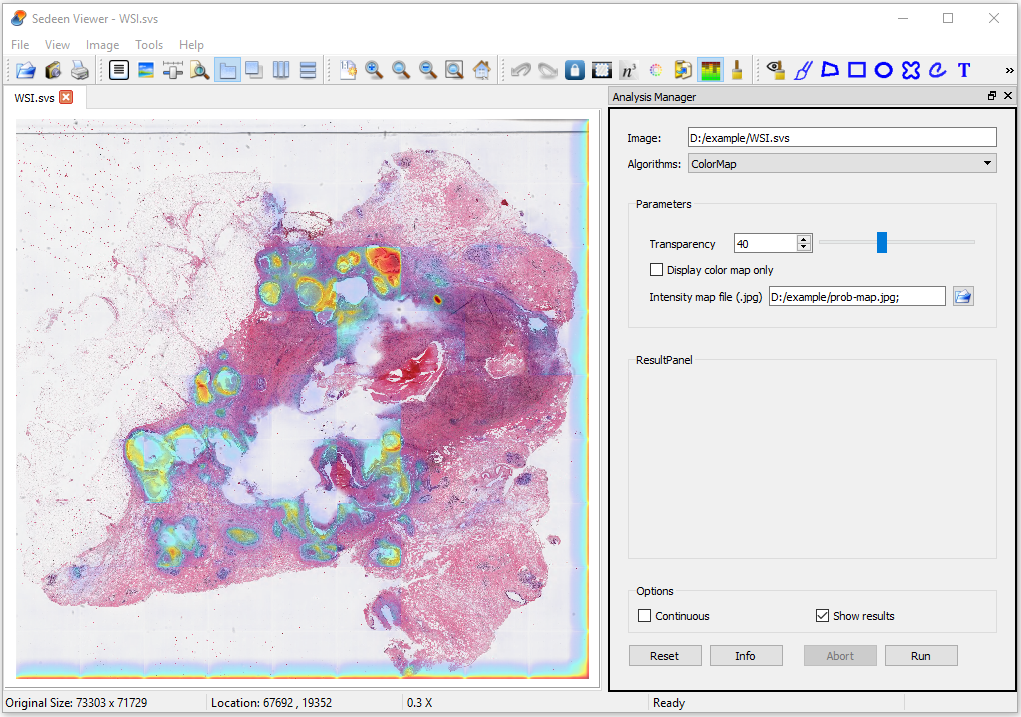 Sedeen Viewer - WSI.svs
File View Image Tools Help
n³ T »
WSI.svs
Analysis Manager
Image: D:/example/WSI.svs
Algorithms: ColorMap
Parameters
Transparency 40
Display color map only
Intensity map file (.jpg) D:/example/prob-map.jpg;
ResultPanel
Options
Continuous Show results
Reset Info Abort Run
Original Size: 73303 x 71729 Location: 67692 , 19352 0.3 X Ready